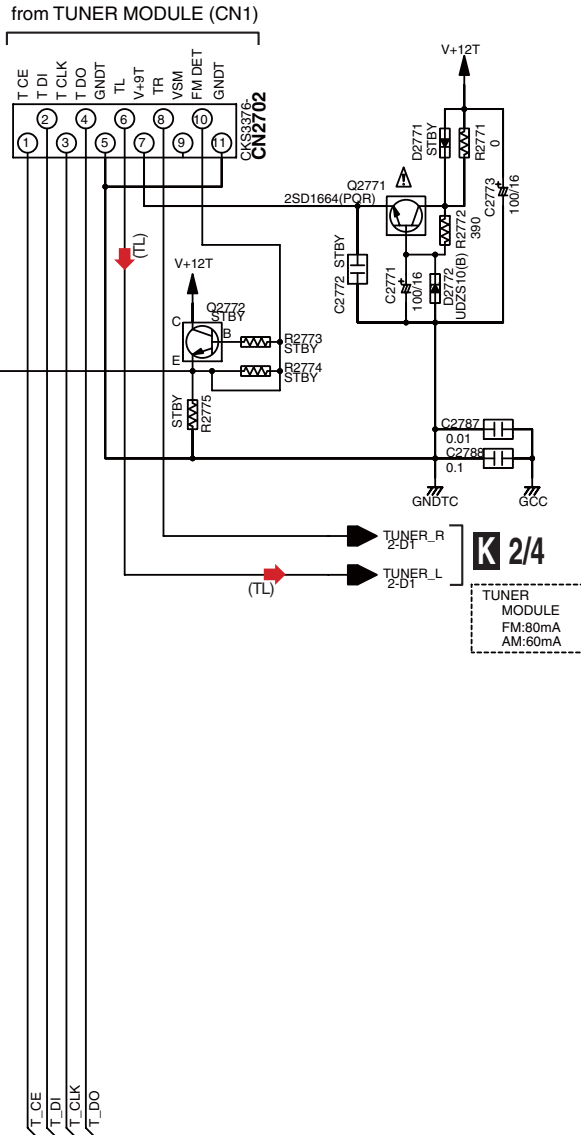 from TUNER MODULE (CN1)
T CE
T DI
T CLK
T DO
GNDT
TL
V+9T
TR
VSM
FM DET
GNDT
1
2
3
4
5
6
7
8
9
10
11
CKS3376-
CN2702
V+12T
D2771
STBY
R2771
0
C2773
100/16
Q2771
2SD1664(PQR)
R2772
390
C2772 STBY
C2771
100/16
D2772
UDZS10(B)
(TL)
V+12T
Q2772
STBY
C
B
E
R2773
STBY
R2774
STBY
STBY
R2775
C2787
0.01
C2788
0.1
GNDTC
GCC
TUNER_R
2-D1
TUNER_L
2-D1
(TL)
K 2/4
TUNER
MODULE
FM:80mA
AM:60mA
T_CE
T_DI
T_CLK
T_DO